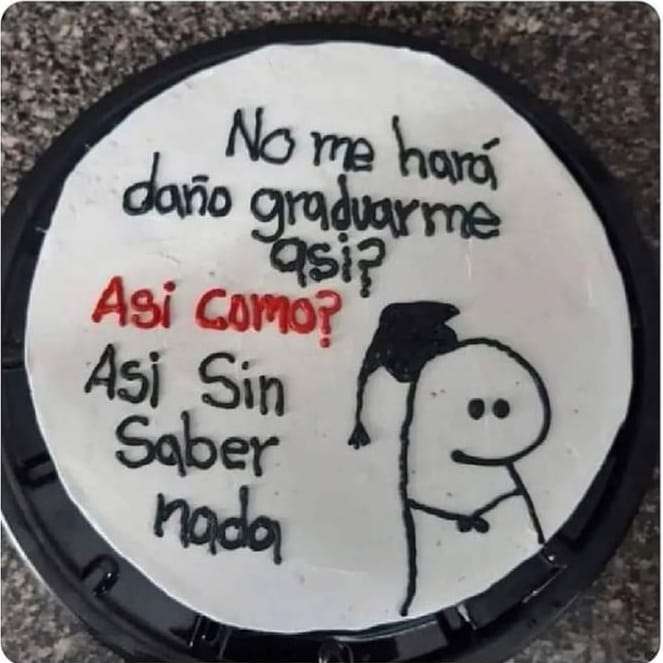 No me hará
daño graduarme
asi?
Asi como?
Asi Sin
Saber
nada